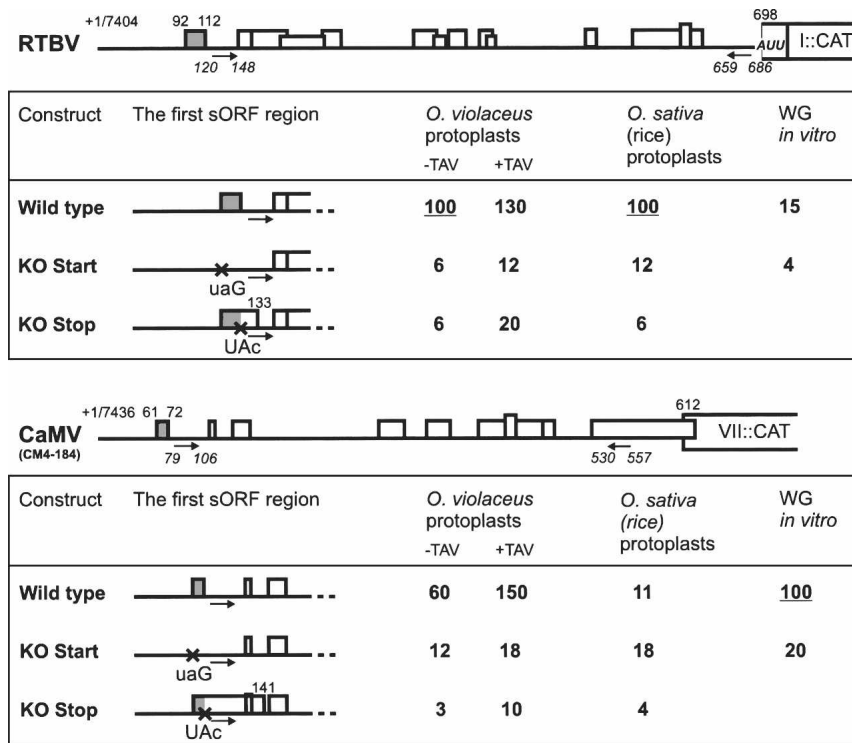 +1/7404 92 112 698
RTBV AUU I::CAT
120 148 659 686
Construct The first sORF region O. violaceus O. sativa WG
protoplasts (rice) in vitro
-TAV +TAV protoplasts
Wild type 100 130 100 15
KO Start 6 12 12 4
uaG
133
KO Stop 6 20 6
UAc
+1/7436 61 72 612
CaMV VII::CAT
(CM4-184) 79 106 530 557
Construct The first sORF region O. violaceus O. sativa WG
protoplasts (rice) in vitro
-TAV +TAV protoplasts
Wild type 60 150 11 100
KO Start 12 18 18 20
uaG
141
KO Stop 3 10 4
UAc